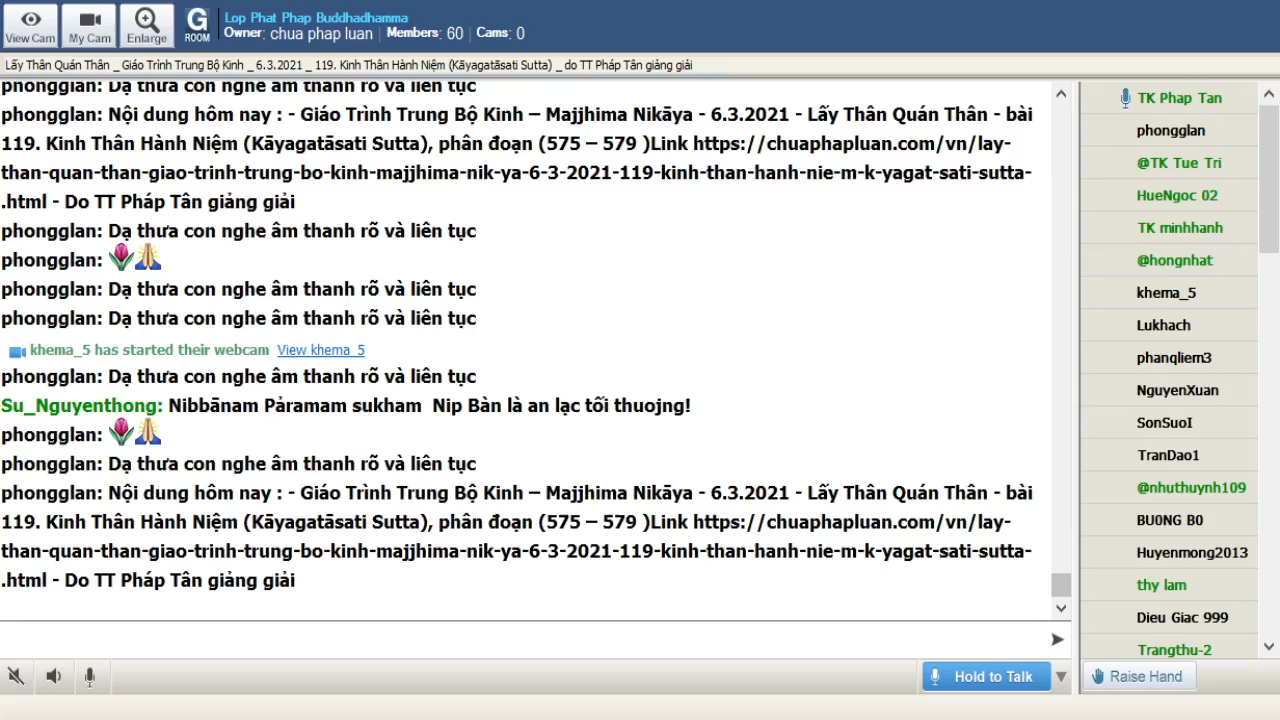 View Cam
My Cam
Enlarge
G
ROOM
Lop Phat Phap Buddhadhamma
Owner: chua phap luan | Members: 60 | Cams: 0
Lấy Thân Quán Thân _ Giáo Trình Trung Bộ Kinh _ 6.3.2021 _ 119. Kinh Thân Hành Niệm (Kāyagatāsati Sutta) _ do TT Pháp Tân giảng giải
phongglan: Dạ thưa con nghe âm thanh rõ và liên tục
phongglan: Nội dung hôm nay : - Giáo Trình Trung Bộ Kinh – Majjhima Nikāya - 6.3.2021 - Lấy Thân Quán Thân - bài
119. Kinh Thân Hành Niệm (Kāyagatāsati Sutta), phân đoạn (575 – 579 )Link https://chuaphapluan.com/vn/lay-
than-quan-than-giao-trinh-trung-bo-kinh-majjhima-nik-ya-6-3-2021-119-kinh-than-hanh-nie-m-k-yagat-sati-sutta-
.html - Do TT Pháp Tân giảng giải
phongglan: Dạ thưa con nghe âm thanh rõ và liên tục
phongglan:
phongglan: Dạ thưa con nghe âm thanh rõ và liên tục
phongglan: Dạ thưa con nghe âm thanh rõ và liên tục
khema_5 has started their webcam View khema_5
phongglan: Dạ thưa con nghe âm thanh rõ và liên tục
Su_Nguyenthong: Nibbānam Pảramam sukham  Nip Bàn là an lạc tối thuojng!
phongglan:
phongglan: Dạ thưa con nghe âm thanh rõ và liên tục
phongglan: Nội dung hôm nay : - Giáo Trình Trung Bộ Kinh – Majjhima Nikāya - 6.3.2021 - Lấy Thân Quán Thân - bài
119. Kinh Thân Hành Niệm (Kāyagatāsati Sutta), phân đoạn (575 – 579 )Link https://chuaphapluan.com/vn/lay-
than-quan-than-giao-trinh-trung-bo-kinh-majjhima-nik-ya-6-3-2021-119-kinh-than-hanh-nie-m-k-yagat-sati-sutta-
.html - Do TT Pháp Tân giảng giải
TK Phap Tan
phongglan
@TK Tue Tri
HueNgoc 02
TK minhhanh
@hongnhat
khema_5
Lukhach
phanqliem3
NguyenXuan
SonSuoI
TranDao1
@nhuthuynh109
BU0NG B0
Huyenmong2013
thy lam
Dieu Giac 999
Trangthu-2
Hold to Talk
Raise Hand